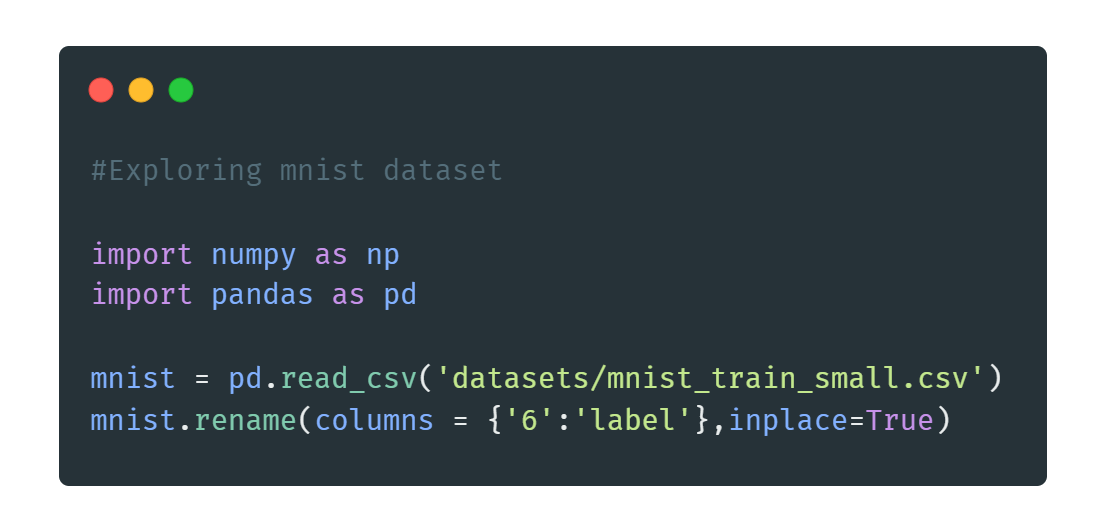 #Exploring mnist dataset
import numpy as np
import pandas as pd
mnist = pd.read_csv('datasets/mnist_train_small.csv')
mnist.rename(columns = {'6':'label'},inplace=True)